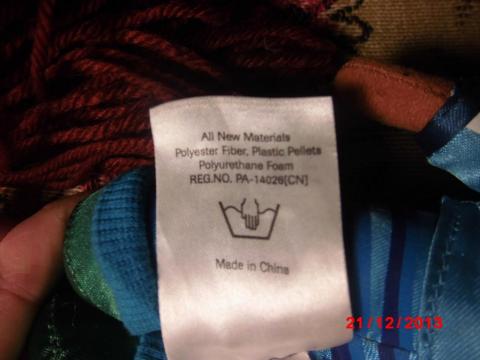 All New Materials
Polyester Fiber, Plastic Pellets
Polyurethane Foam
REG.NO. PA-14026[CN]
Made in China
21/12/2013